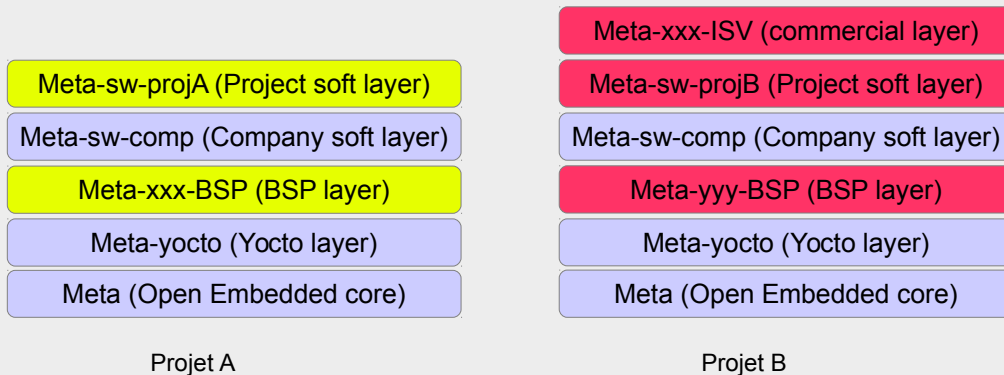 Meta-sw-projA (Project soft layer)
Meta-sw-comp (Company soft layer)
Meta-xxx-BSP (BSP layer)
Meta-yocto (Yocto layer)
Meta (Open Embedded core)
Projet A
Meta-xxx-ISV (commercial layer)
Meta-sw-projB (Project soft layer)
Meta-sw-comp (Company soft layer)
Meta-yyy-BSP (BSP layer)
Meta-yocto (Yocto layer)
Meta (Open Embedded core)
Projet B